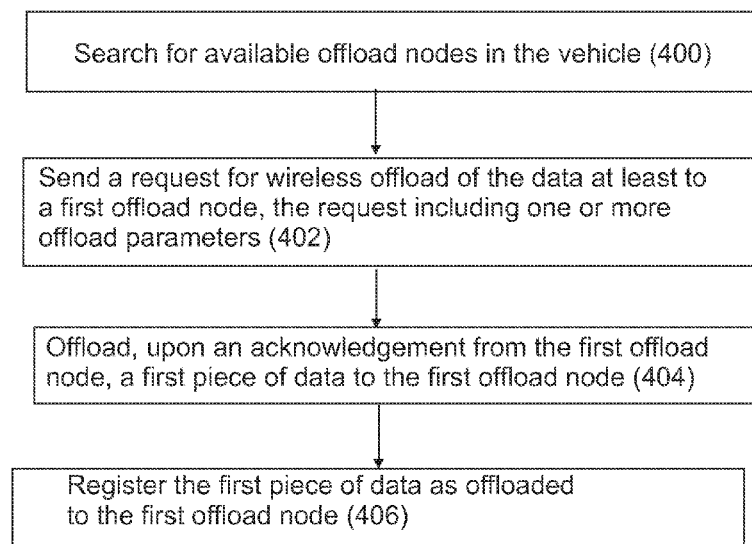 Search for available offload nodes in the vehicle (400)
Send a request for wireless offload of the data at least to
a first offload node, the request including one or more
offload parameters (402)
Offload, upon an acknowledgement from the first offload
node, a first piece of data to the first offload node (404)
Register the first piece of data as offloaded
to the first offload node (406)